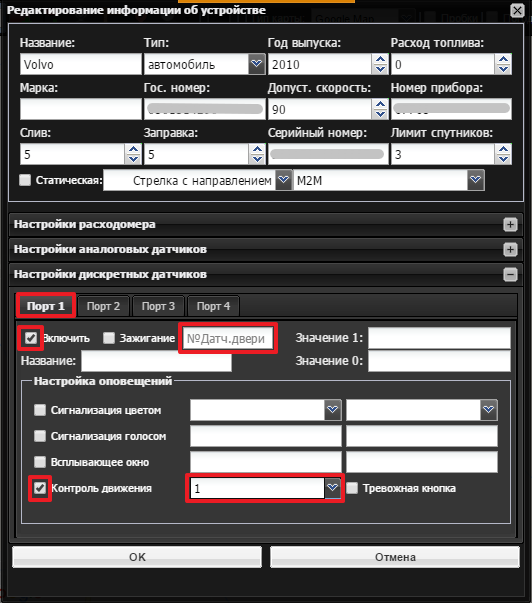 Редактирование информации об устройстве
Название: Тип: Год выпуска: Расход топлива:
Volvo автомобиль 2010 0
Марка: Гос. номер: Допуст. скорость: Номер прибора:
90
Слив: Заправка: Серийный номер: Лимит спутников:
5 5 3
Статическая: Стрелка с направлением M2M
Настройки расходомера
Настройки аналоговых датчиков
Настройки дискретных датчиков
Порт 1 Порт 2 Порт 3 Порт 4
Включить Зажигание №Датч.двери Значение 1:
Название: Значение 0:
Настройка оповещений
Сигнализация цветом
Сигнализация голосом
Всплывающее окно
Контроль движения 1 Тревожная кнопка
OK Отмена